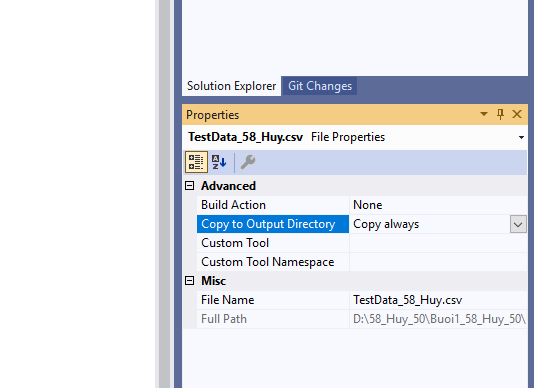 Solution Explorer Git Changes
Properties
TestData_58_Huy.csv File Properties
Advanced
Build Action None
Copy to Output Directory Copy always
Custom Tool
Custom Tool Namespace
Misc
File Name TestData_58_Huy.csv
Full Path D:\58_Huy_50\Buoi1_58_Huy_50\